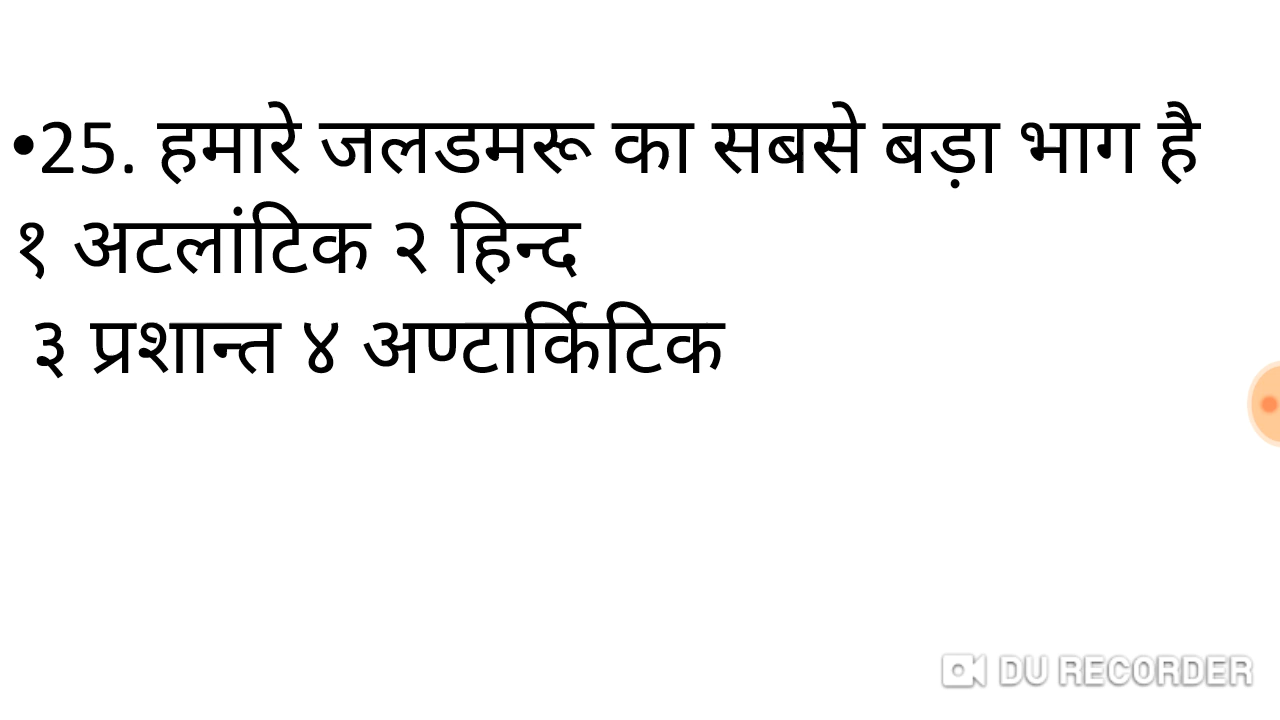 •25. हमारे जलडमरू का सबसे बड़ा भाग है
१ अटलांटिक २ हिन्द
३ प्रशान्त ४ अण्टार्किटिक
DU RECORDER